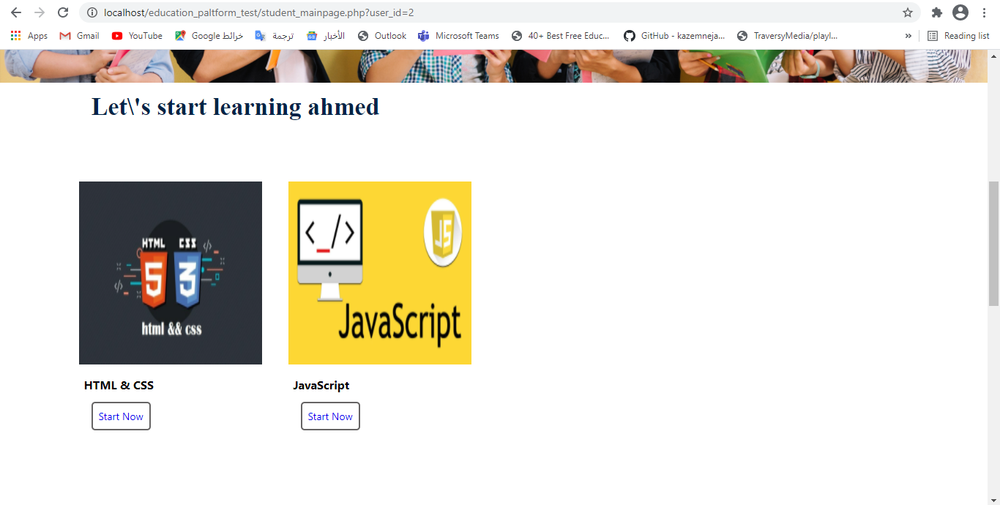 localhost/education_paltform_test/student_mainpage.php?user_id=2
Apps Gmail YouTube خرائط Google ترجمة الأخبار Outlook Microsoft Teams 40+ Best Free Educ... GitHub - kazemneja... TraversyMedia/playl... » Reading list
Let\'s start learning ahmed
HTML CSS
</>
</>
5 3
html && css
<_/>
JS
JavaScript
HTML & CSS JavaScript
Start Now Start Now